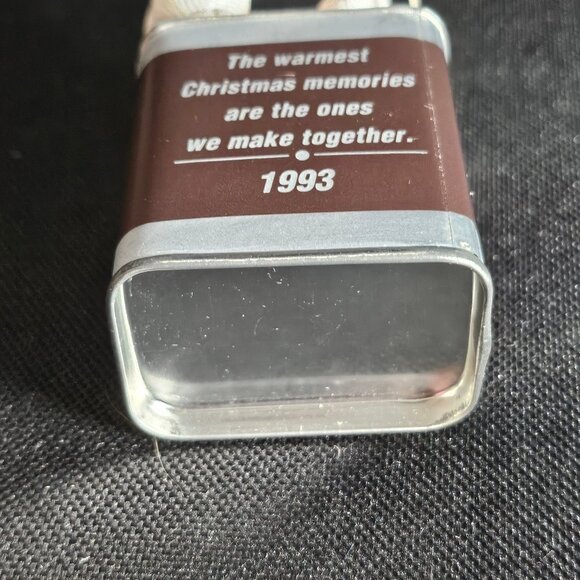 The warmest
Christmas memories
are the ones
we make together.
1993